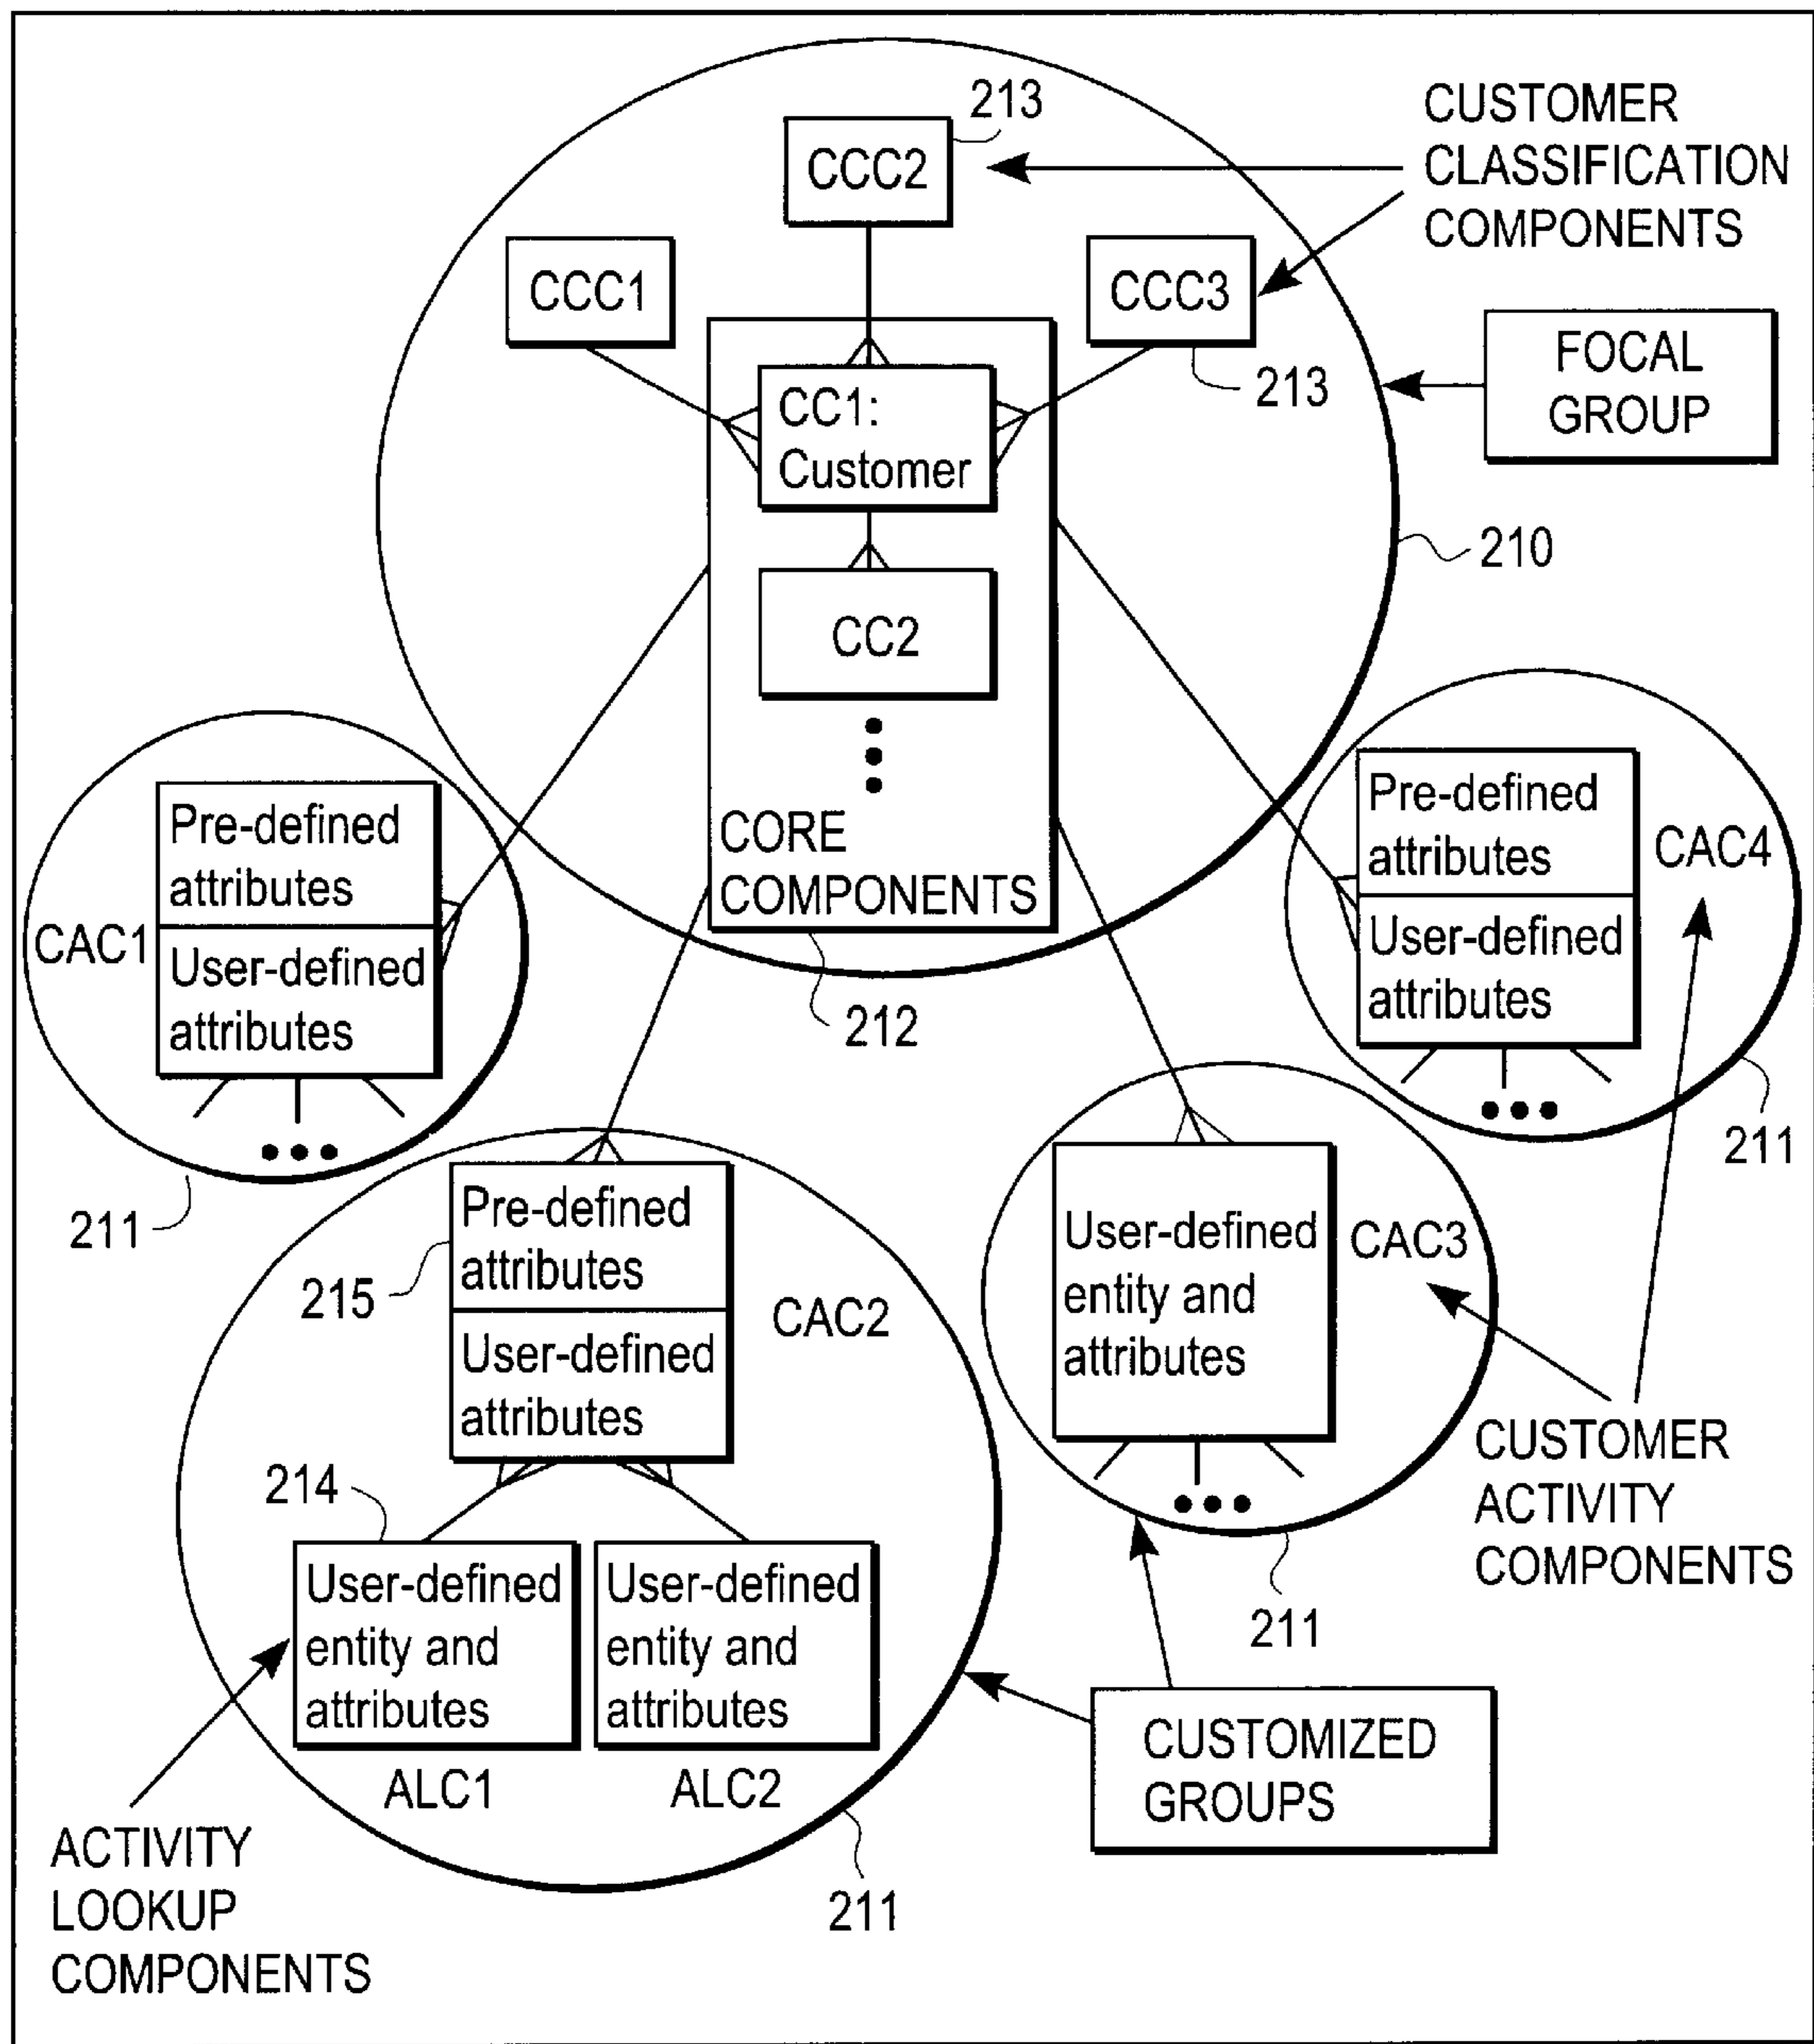 213
CUSTOMER
CLASSIFICATION
COMPONENTS
CCC2
CCC1
CCC3
213
FOCAL
GROUP
CC1:
Customer
210
CC2
CORE
COMPONENTS
212
Pre-defined
attributes
User-defined
attributes
CAC1
211
Pre-defined
attributes
User-defined
attributes
CAC4
211
Pre-defined
attributes
User-defined
attributes
215
CAC2
User-defined
entity and
attributes
CAC3
CUSTOMER
ACTIVITY
COMPONENTS
211
214
User-defined
entity and
attributes
ALC1
User-defined
entity and
attributes
ALC2
211
CUSTOMIZED
GROUPS
ACTIVITY
LOOKUP
COMPONENTS